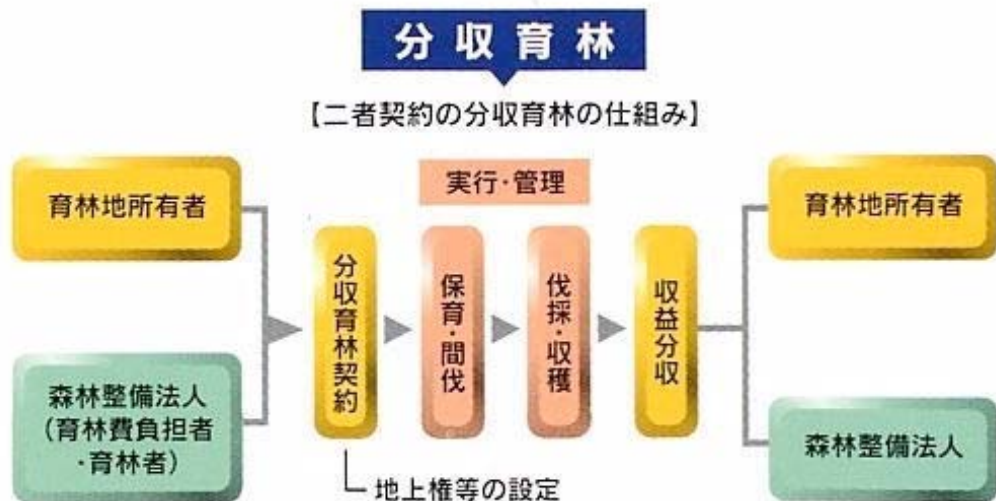 分収育林
【二者契約の分収育林の仕組み】
実行・管理
育林地所有者
森林整備法人
（育林費負担者
・育林者）
分収育林契約
保育・間伐
伐採・収穫
収益分収
育林地所有者
森林整備法人
地上権等の設定